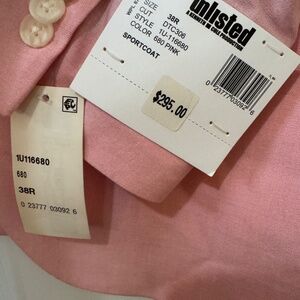 unlisted
A KENNETH COLE PRODUCTION
SIZE 38R
CUT DTC306
STYLE 1U-116680
COLOR 680 PINK
SPORTCOAT
$295.00
0 23777 03092 6
1U116680
680
38R
0 23777 03092 6